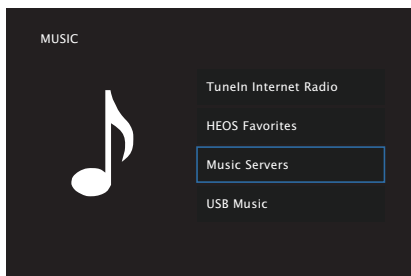 MUSIC
TuneIn Internet Radio
HEOS Favorites
Music Servers
USB Music